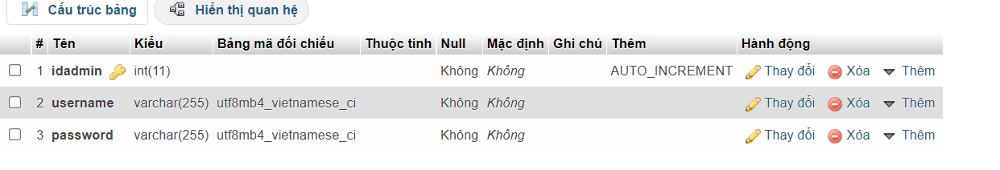 Cấu trúc bảng Hiển thị quan hệ
# Tên Kiểu Bảng mã đối chiếu Thuộc tính Null Mặc định Ghi chú Thêm Hành động
1 idadmin int(11) Không Không AUTO_INCREMENT Thay đổi Xóa Thêm
2 username varchar(255) utf8mb4_vietnamese_ci Không Không Thay đổi Xóa Thêm
3 password varchar(255) utf8mb4_vietnamese_ci Không Không Thay đổi Xóa Thêm